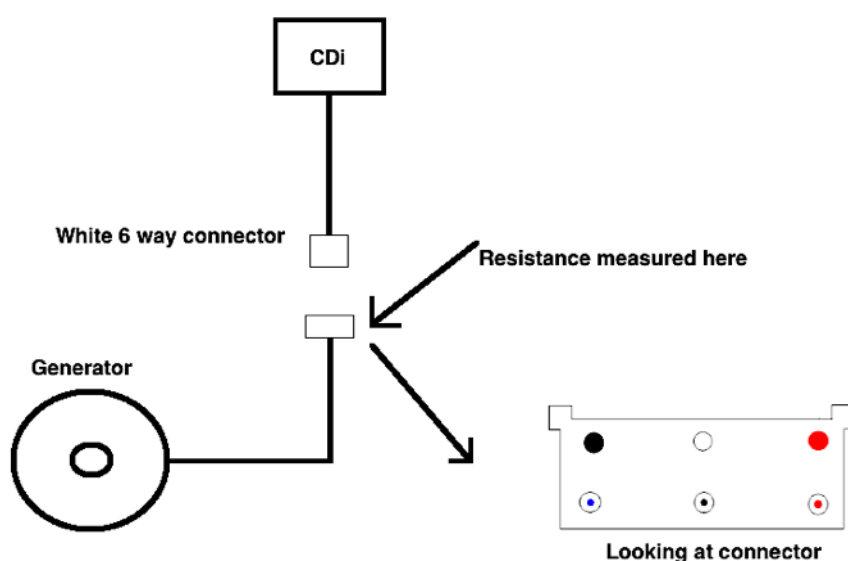 CDi
White 6 way connector
Resistance measured here
Generator
Looking at connector